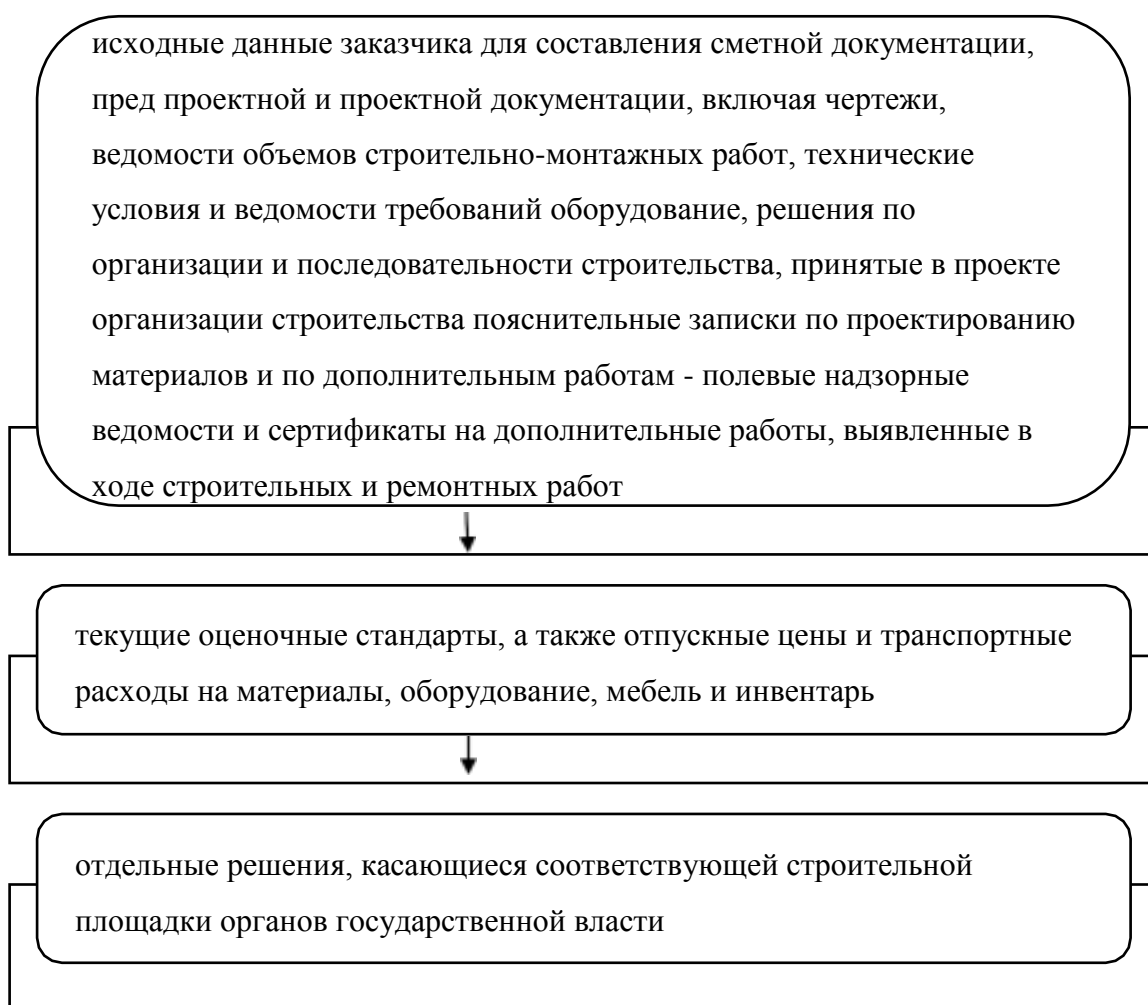 исходные данные заказчика для составления сметной документации,
пред проектной и проектной документации, включая чертежи,
ведомости объемов строительно-монтажных работ, технические
условия и ведомости требований оборудование, решения по
организации и последовательности строительства, принятые в проекте
организации строительства пояснительные записки по проектированию
материалов и по дополнительным работам - полевые надзорные
ведомости и сертификаты на дополнительные работы, выявленные в
ходе строительных и ремонтных работ
текущие оценочные стандарты, а также отпускные цены и транспортные
расходы на материалы, оборудование, мебель и инвентарь
отдельные решения, касающиеся соответствующей строительной
площадки органов государственной власти